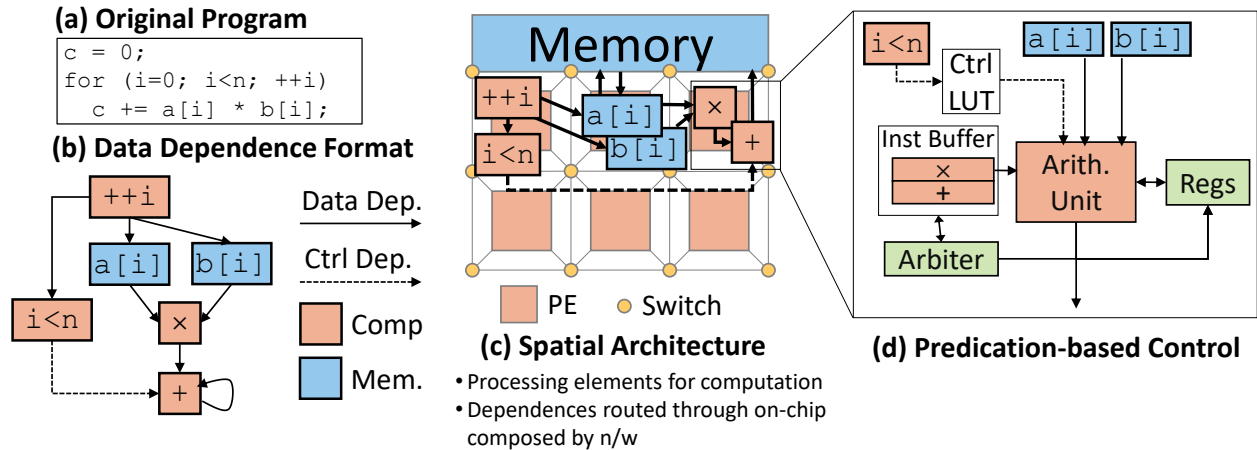 (a) Original Program
c = 0;
for (i=0; i<n; ++i)
c += a[i] * b[i];
(b) Data Dependence Format
++i
a[i]
b[i]
i<n
×
+
Data Dep.
Ctrl Dep.
Comp
Mem.
Memory
++i
a[i]
×
i<n
b[i]
+
PE
Switch
(c) Spatial Architecture
• Processing elements for computation
• Dependences routed through on-chip
composed by n/w
i<n
a[i]
b[i]
Ctrl
LUT
Inst Buffer
×
+
Arith.
Unit
Regs
Arbiter
(d) Predication-based Control